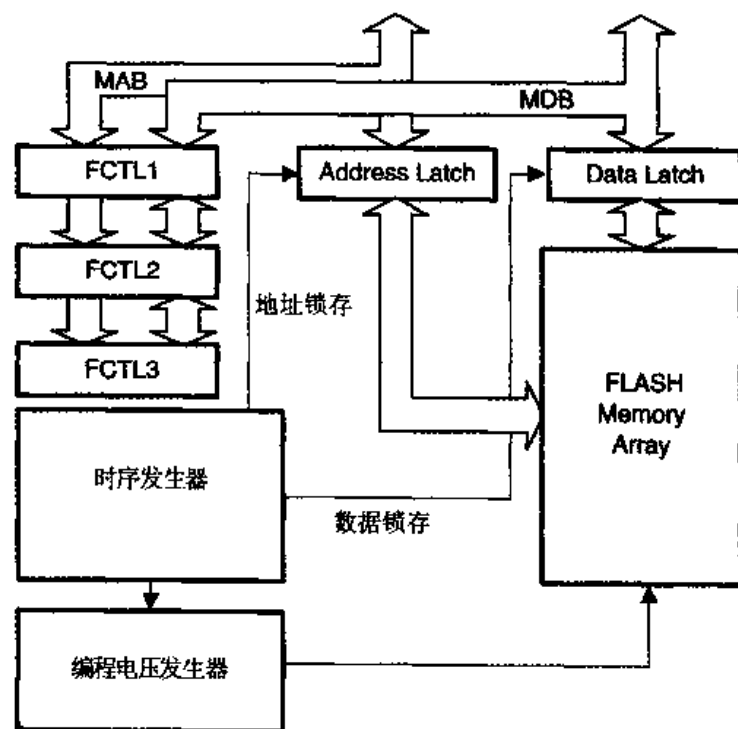 MAB
MDB
FCTL1
Address Latch
Data Latch
FCTL2
地址锁存
FCTL3
FLASH
Memory
Array
时序发生器
数据锁存
编程电压发生器